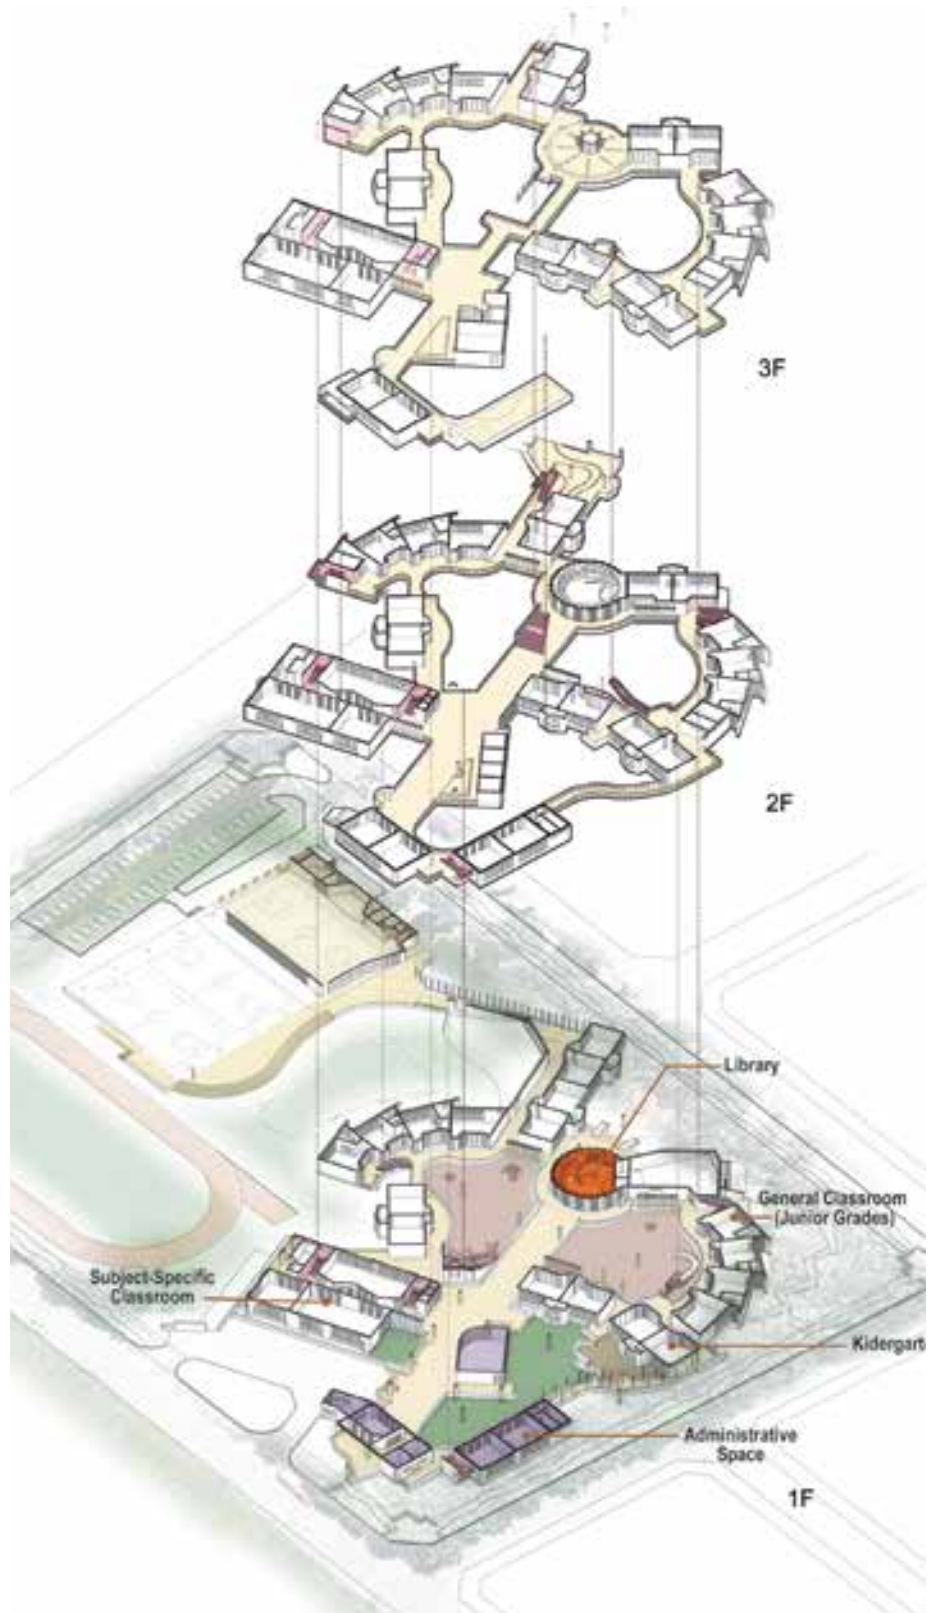 3F
2F
Library
General Classroom
(Junior Grades)
Subject-Specific
Classroom
Kidergart
Administrative
Space
1F